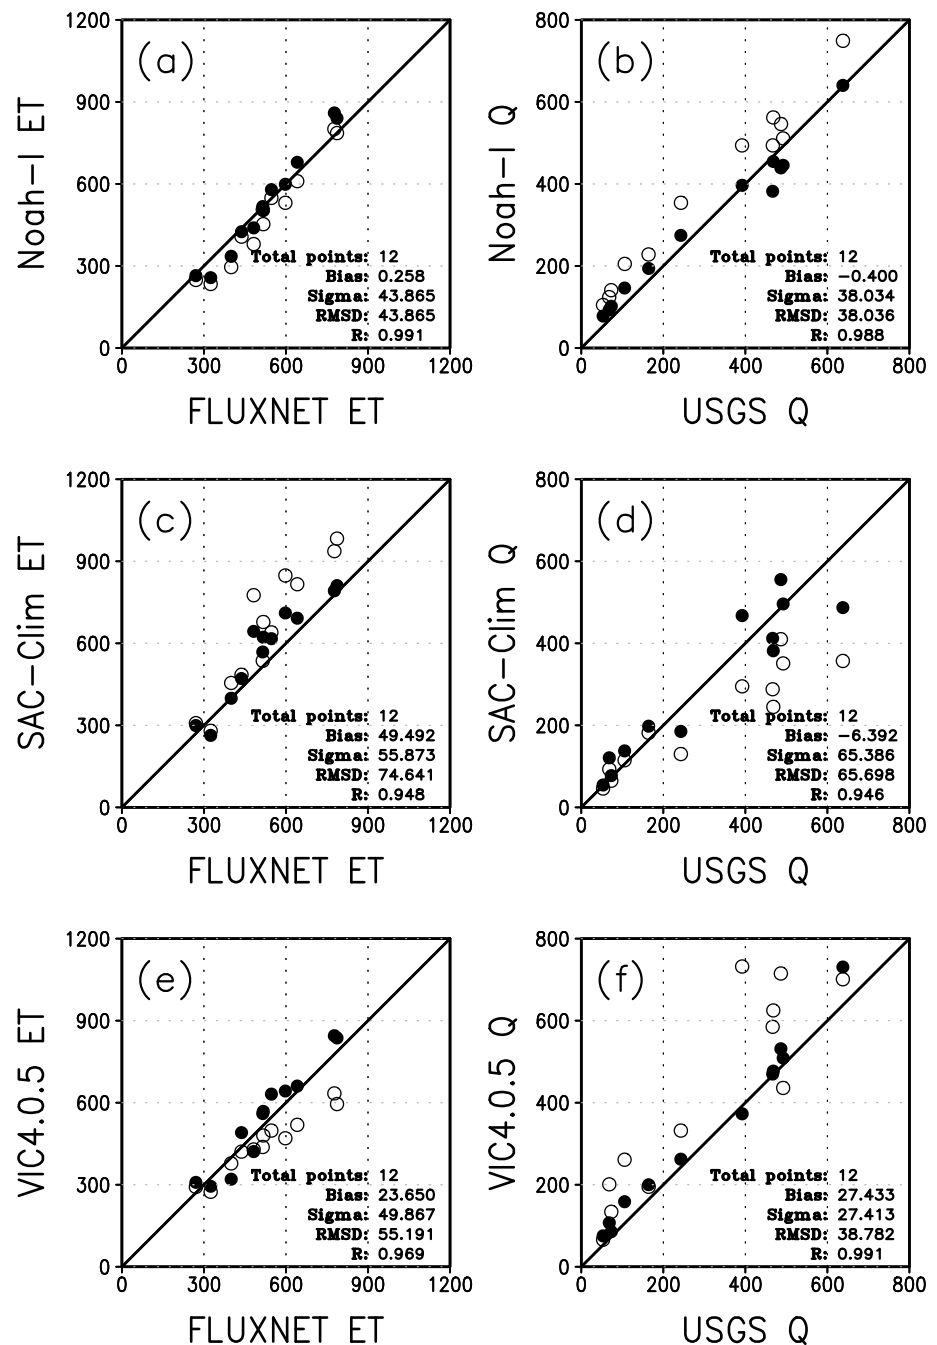 (a)
Noah-I ET
1200
900
600
300
0
Total points: 12
Bias: 0.258
Sigma: 43.865
RMSD: 43.865
R: 0.991
0 300 600 900 1200
FLUXNET ET
(b)
Noah-I Q
800
600
400
200
0
Total points: 12
Bias: -0.400
Sigma: 38.034
RMSD: 38.036
R: 0.988
0 200 400 600 800
USGS Q
(c)
SAC-Clim ET
1200
900
600
300
0
Total points: 12
Bias: 49.492
Sigma: 55.873
RMSD: 74.641
R: 0.948
0 300 600 900 1200
FLUXNET ET
(d)
SAC-Clim Q
800
600
400
200
0
Total points: 12
Bias: -6.392
Sigma: 65.386
RMSD: 65.698
R: 0.946
0 200 400 600 800
USGS Q
(e)
VIC4.0.5 ET
1200
900
600
300
0
Total points: 12
Bias: 23.650
Sigma: 49.867
RMSD: 55.191
R: 0.969
0 300 600 900 1200
FLUXNET ET
(f)
VIC4.0.5 Q
800
600
400
200
0
Total points: 12
Bias: 27.433
Sigma: 27.413
RMSD: 38.782
R: 0.991
0 200 400 600 800
USGS Q